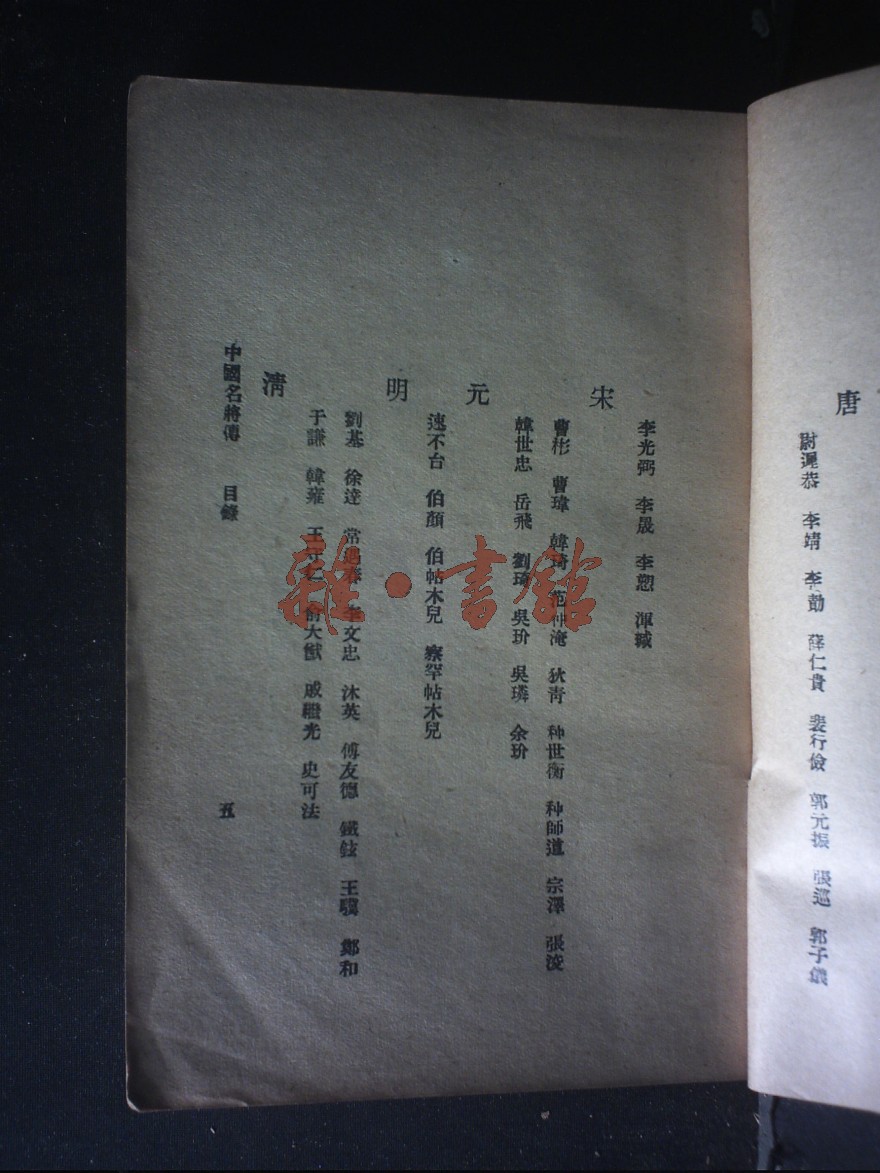 唐
尉遲恭 李靖 李勣 薛仁貴 裴行儉 郭元振 張巡 郭子儀
李光弼 李晟 李愬 渾瑊
宋
曹彬 曹瑋 韓琦 范仲淹 狄青 种世衡 种師道 宗澤 張浚
韓世忠 岳飛 劉琦 吳玠 吳璘 余玠
元
速不台 伯顏 伯帖木兒 察罕帖木兒
明
劉基 徐達 常遇春 李文忠 沐英 傅友德 鐵鉉 王驥 鄭和
于謙 韓雍 王守仁 俞大猷 戚繼光 史可法
清
中國名將傳 目錄
五
雜·書館